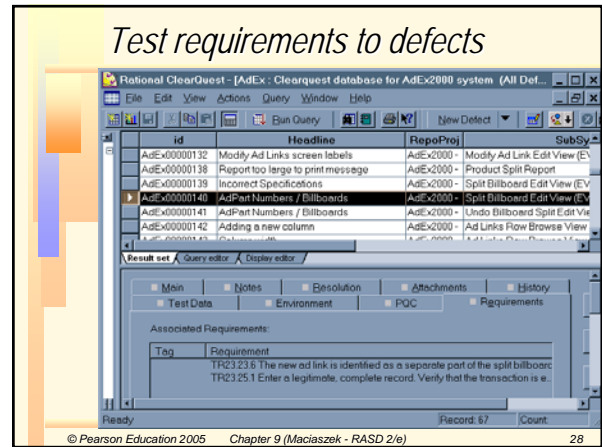 Test requirements to defects
Rational ClearQuest - [AdEx : Clearquest database for AdEx2000 system (All Def...
File Edit View Actions Query Window Help
Run Query New Defect
id Headline RepoProj SubSy
AdEx00000132 Modify Ad Links screen labels AdEx2000 - Modify Ad Link Edit View (EV
AdEx00000138 Report too large to print message AdEx2000 - Product Split Report
AdEx00000139 Incorrect Specifications AdEx2000 - Split Billboard Edit View (EV
AdEx00000140 AdPart Numbers / Billboards AdEx2000 - Split Billboard Edit View (EV
AdEx00000141 AdPart Numbers / Billboards AdEx2000 - Undo Billboard Split Edit Vie
AdEx00000142 Adding a new column AdEx2000 - Ad Links Row Browse View
Result set Query editor Display editor
Main Notes Resolution Attachments History
Test Data Environment PQC Requirements
Associated Requirements:
Tag Requirement
TR23.23.6 The new ad link is identified as a separate part of the split billboard
TR23.25.1 Enter a legitimate, complete record. Verify that the transaction is e..
Ready Record: 67 Count:
© Pearson Education 2005 Chapter 9 (Maciaszek - RASD 2/e) 28